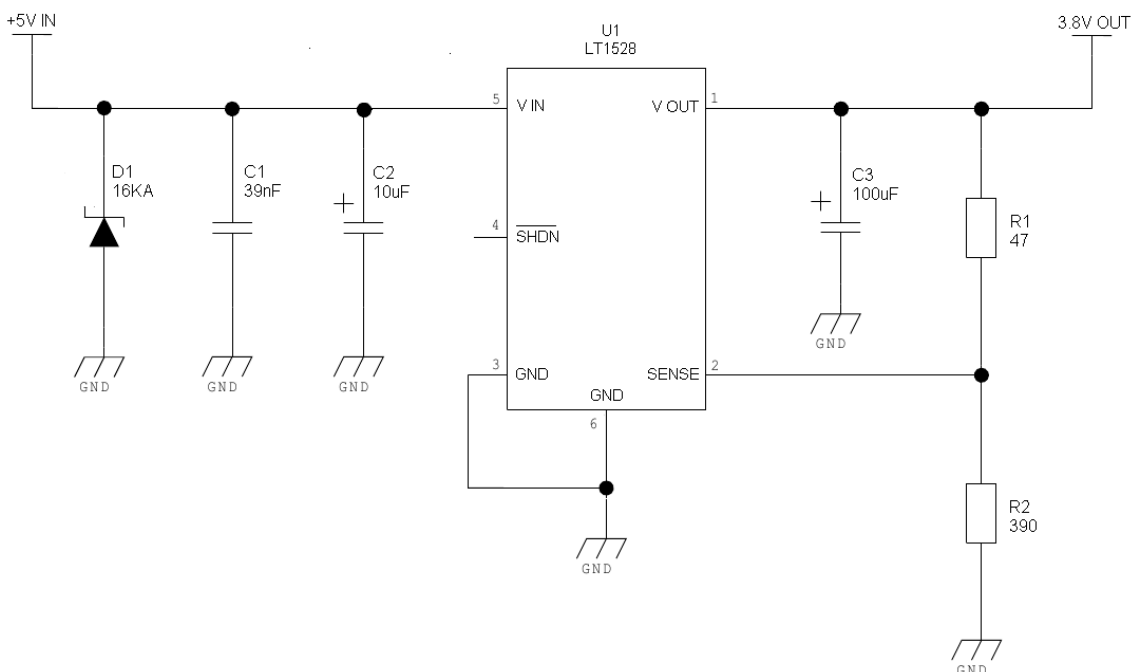 +5V IN
U1
LT1528
3.8V OUT
5
V IN
V OUT
1
D1
16KA
C1
39nF
C2
10uF
+
C3
100uF
+
4
SHDN
R1
47
3
GND
SENSE
2
GND
6
GND
GND
GND
GND
GND
R2
390
GND